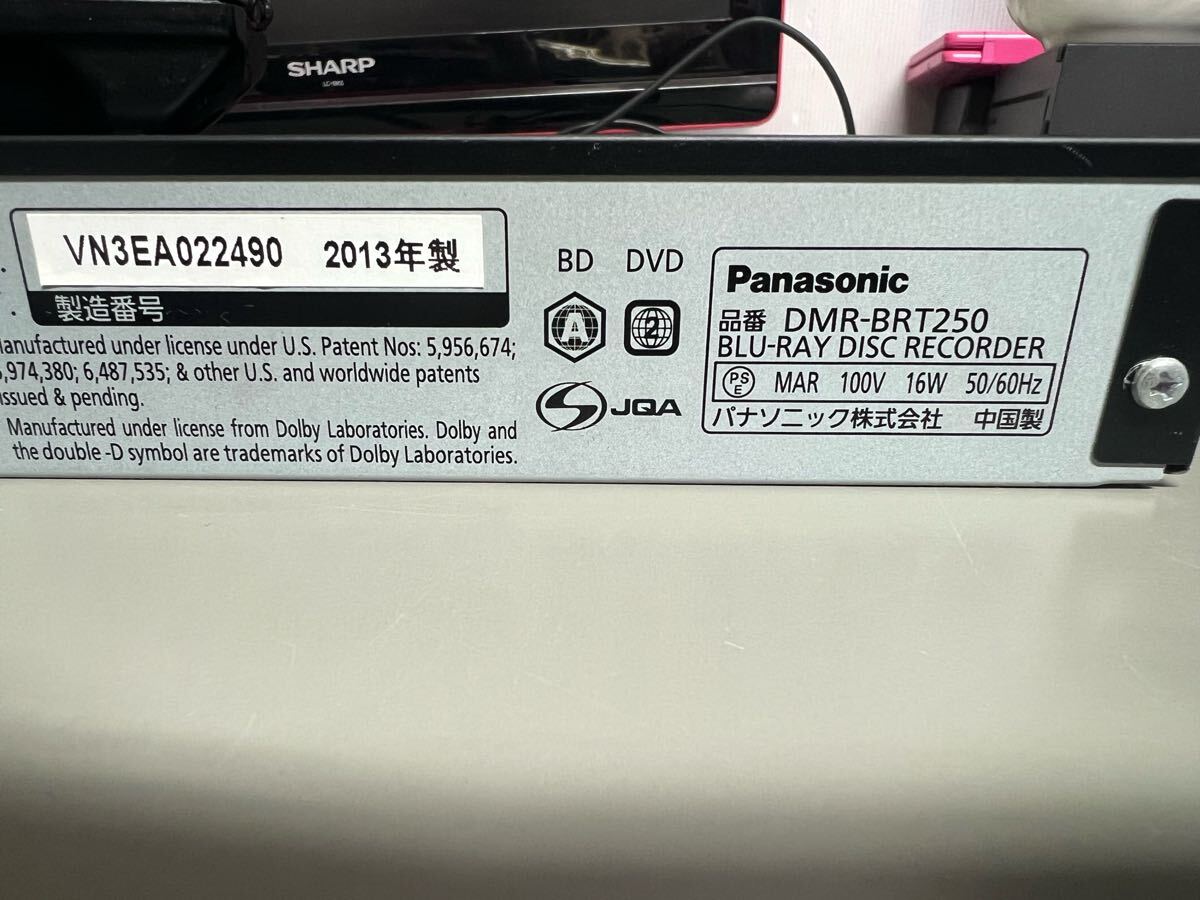 SHARP
VN3EA022490 2013年製
製造番号
anufactured under license under U.S. Patent Nos: 5,956,674;
,974,380; 6,487,535; & other U.S. and worldwide patents
ssued & pending.
Manufactured under license from Dolby Laboratories. Dolby and
the double -D symbol are trademarks of Dolby Laboratories.
BD DVD
A 2
JQA
Panasonic
品番 DMR-BRT250
BLU-RAY DISC RECORDER
PS E MAR 100V 16W 50/60Hz
パナソニック株式会社 中国製